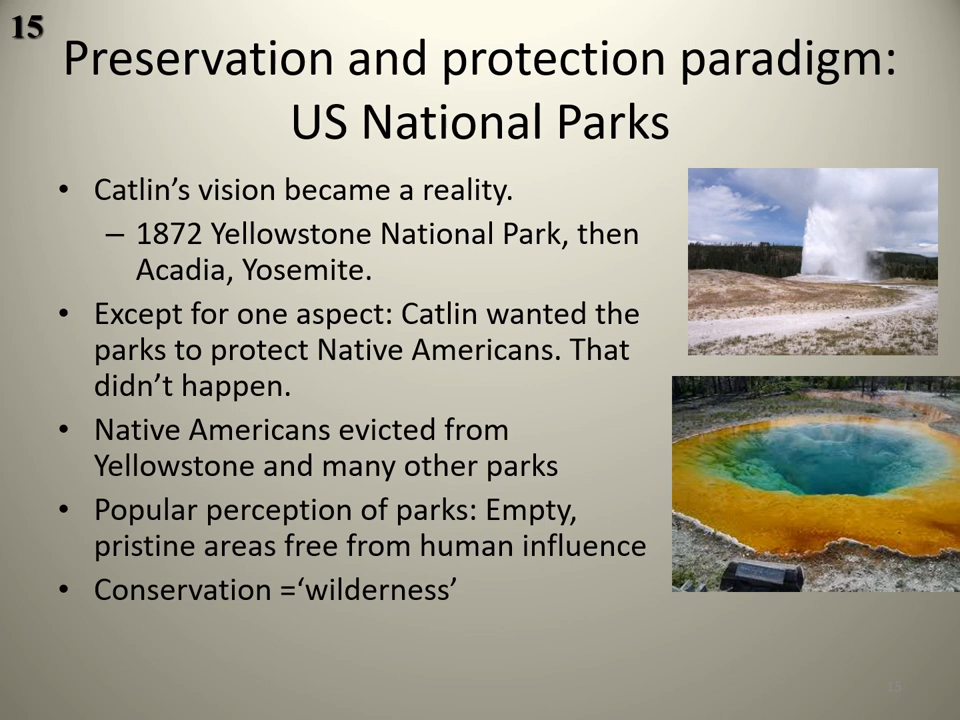 15
Preservation and protection paradigm:
US National Parks
• Catlin’s vision became a reality.
– 1872 Yellowstone National Park, then
Acadia, Yosemite.
• Except for one aspect: Catlin wanted the
parks to protect Native Americans. That
didn’t happen.
• Native Americans evicted from
Yellowstone and many other parks
• Popular perception of parks: Empty,
pristine areas free from human influence
• Conservation =‘wilderness’
15